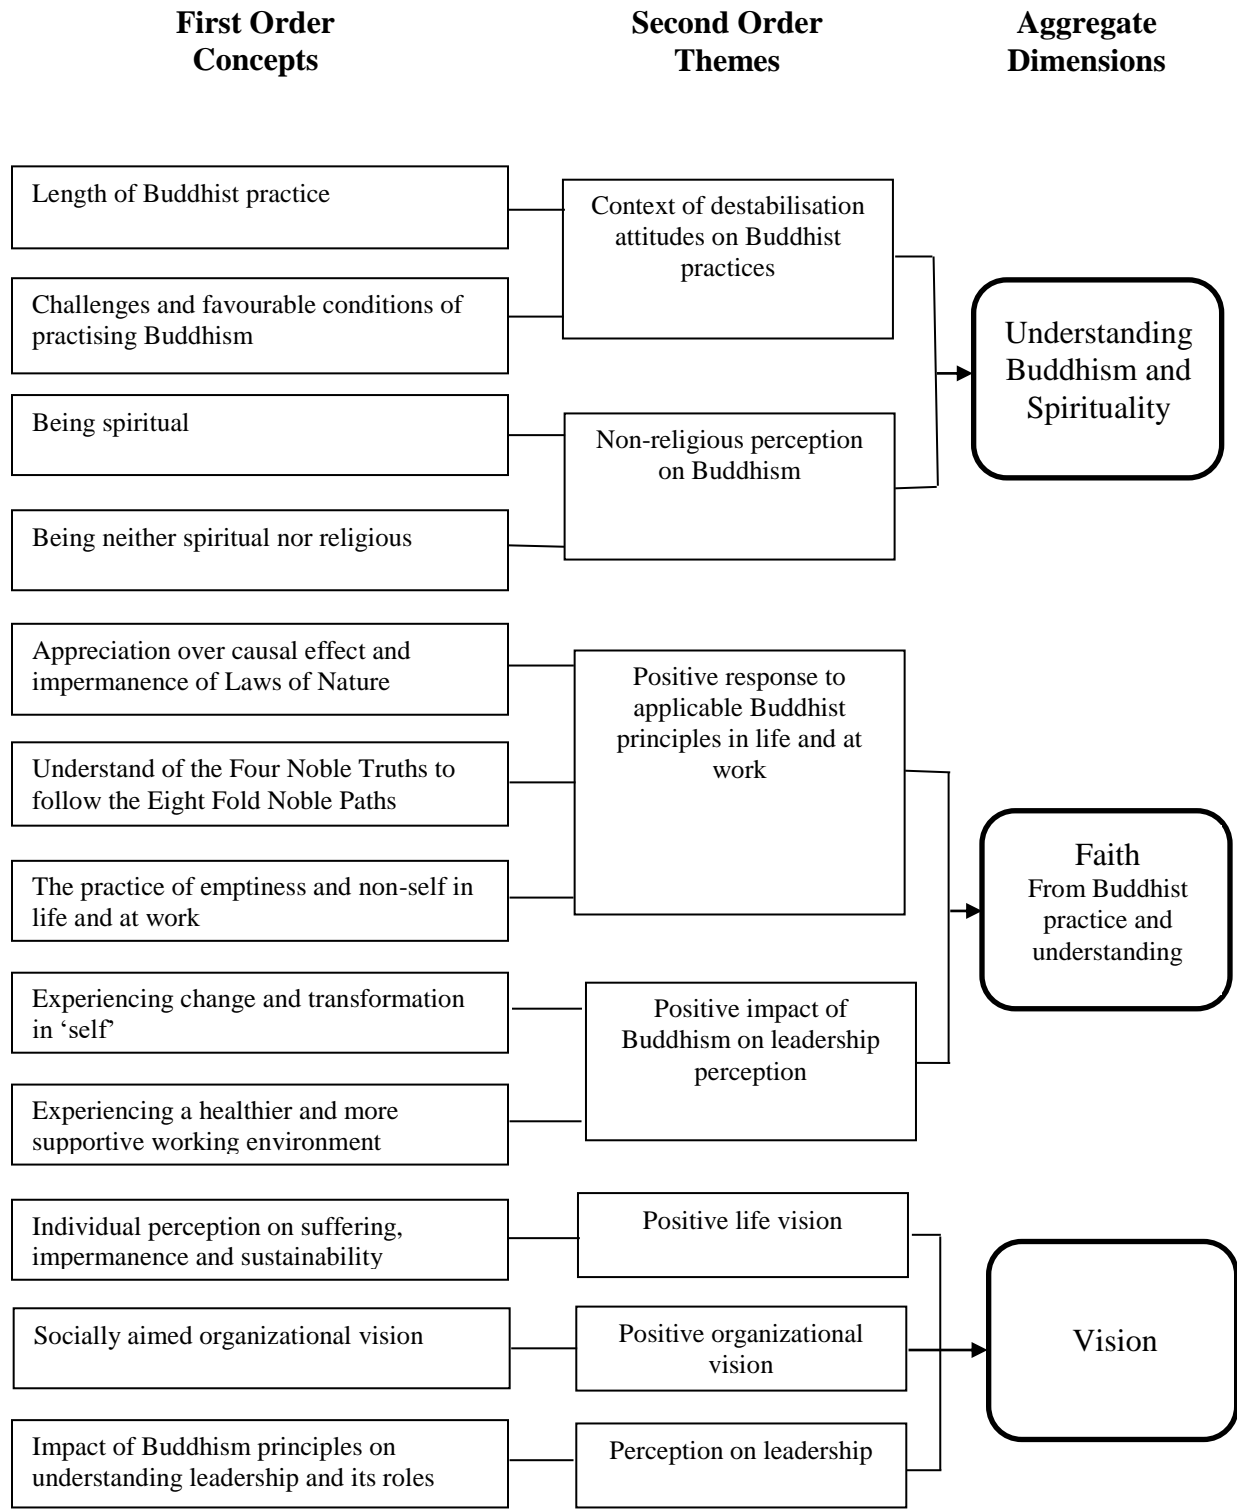 First Order
Concepts
Second Order
Themes
Aggregate
Dimensions
Length of Buddhist practice
Challenges and favourable conditions of
practising Buddhism
Being spiritual
Being neither spiritual nor religious
Context of destabilisation
attitudes on Buddhist
practices
Non-religious perception
on Buddhism
Understanding
Buddhism and
Spirituality
Appreciation over causal effect and
impermanence of Laws of Nature
Understand of the Four Noble Truths to
follow the Eight Fold Noble Paths
The practice of emptiness and non-self in
life and at work
Experiencing change and transformation
in ‘self’
Experiencing a healthier and more
supportive working environment
Positive response to
applicable Buddhist
principles in life and at
work
Positive impact of
Buddhism on leadership
perception
Faith
From Buddhist
practice and
understanding
Individual perception on suffering,
impermanence and sustainability
Socially aimed organizational vision
Impact of Buddhism principles on
understanding leadership and its roles
Positive life vision
Positive organizational
vision
Perception on leadership
Vision